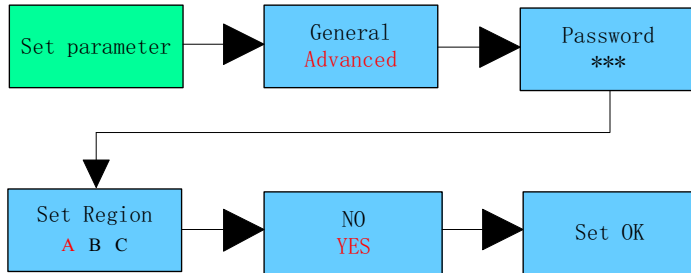 Set parameter
General
Advanced
Password
***
Set Region
A B C
NO
YES
Set OK